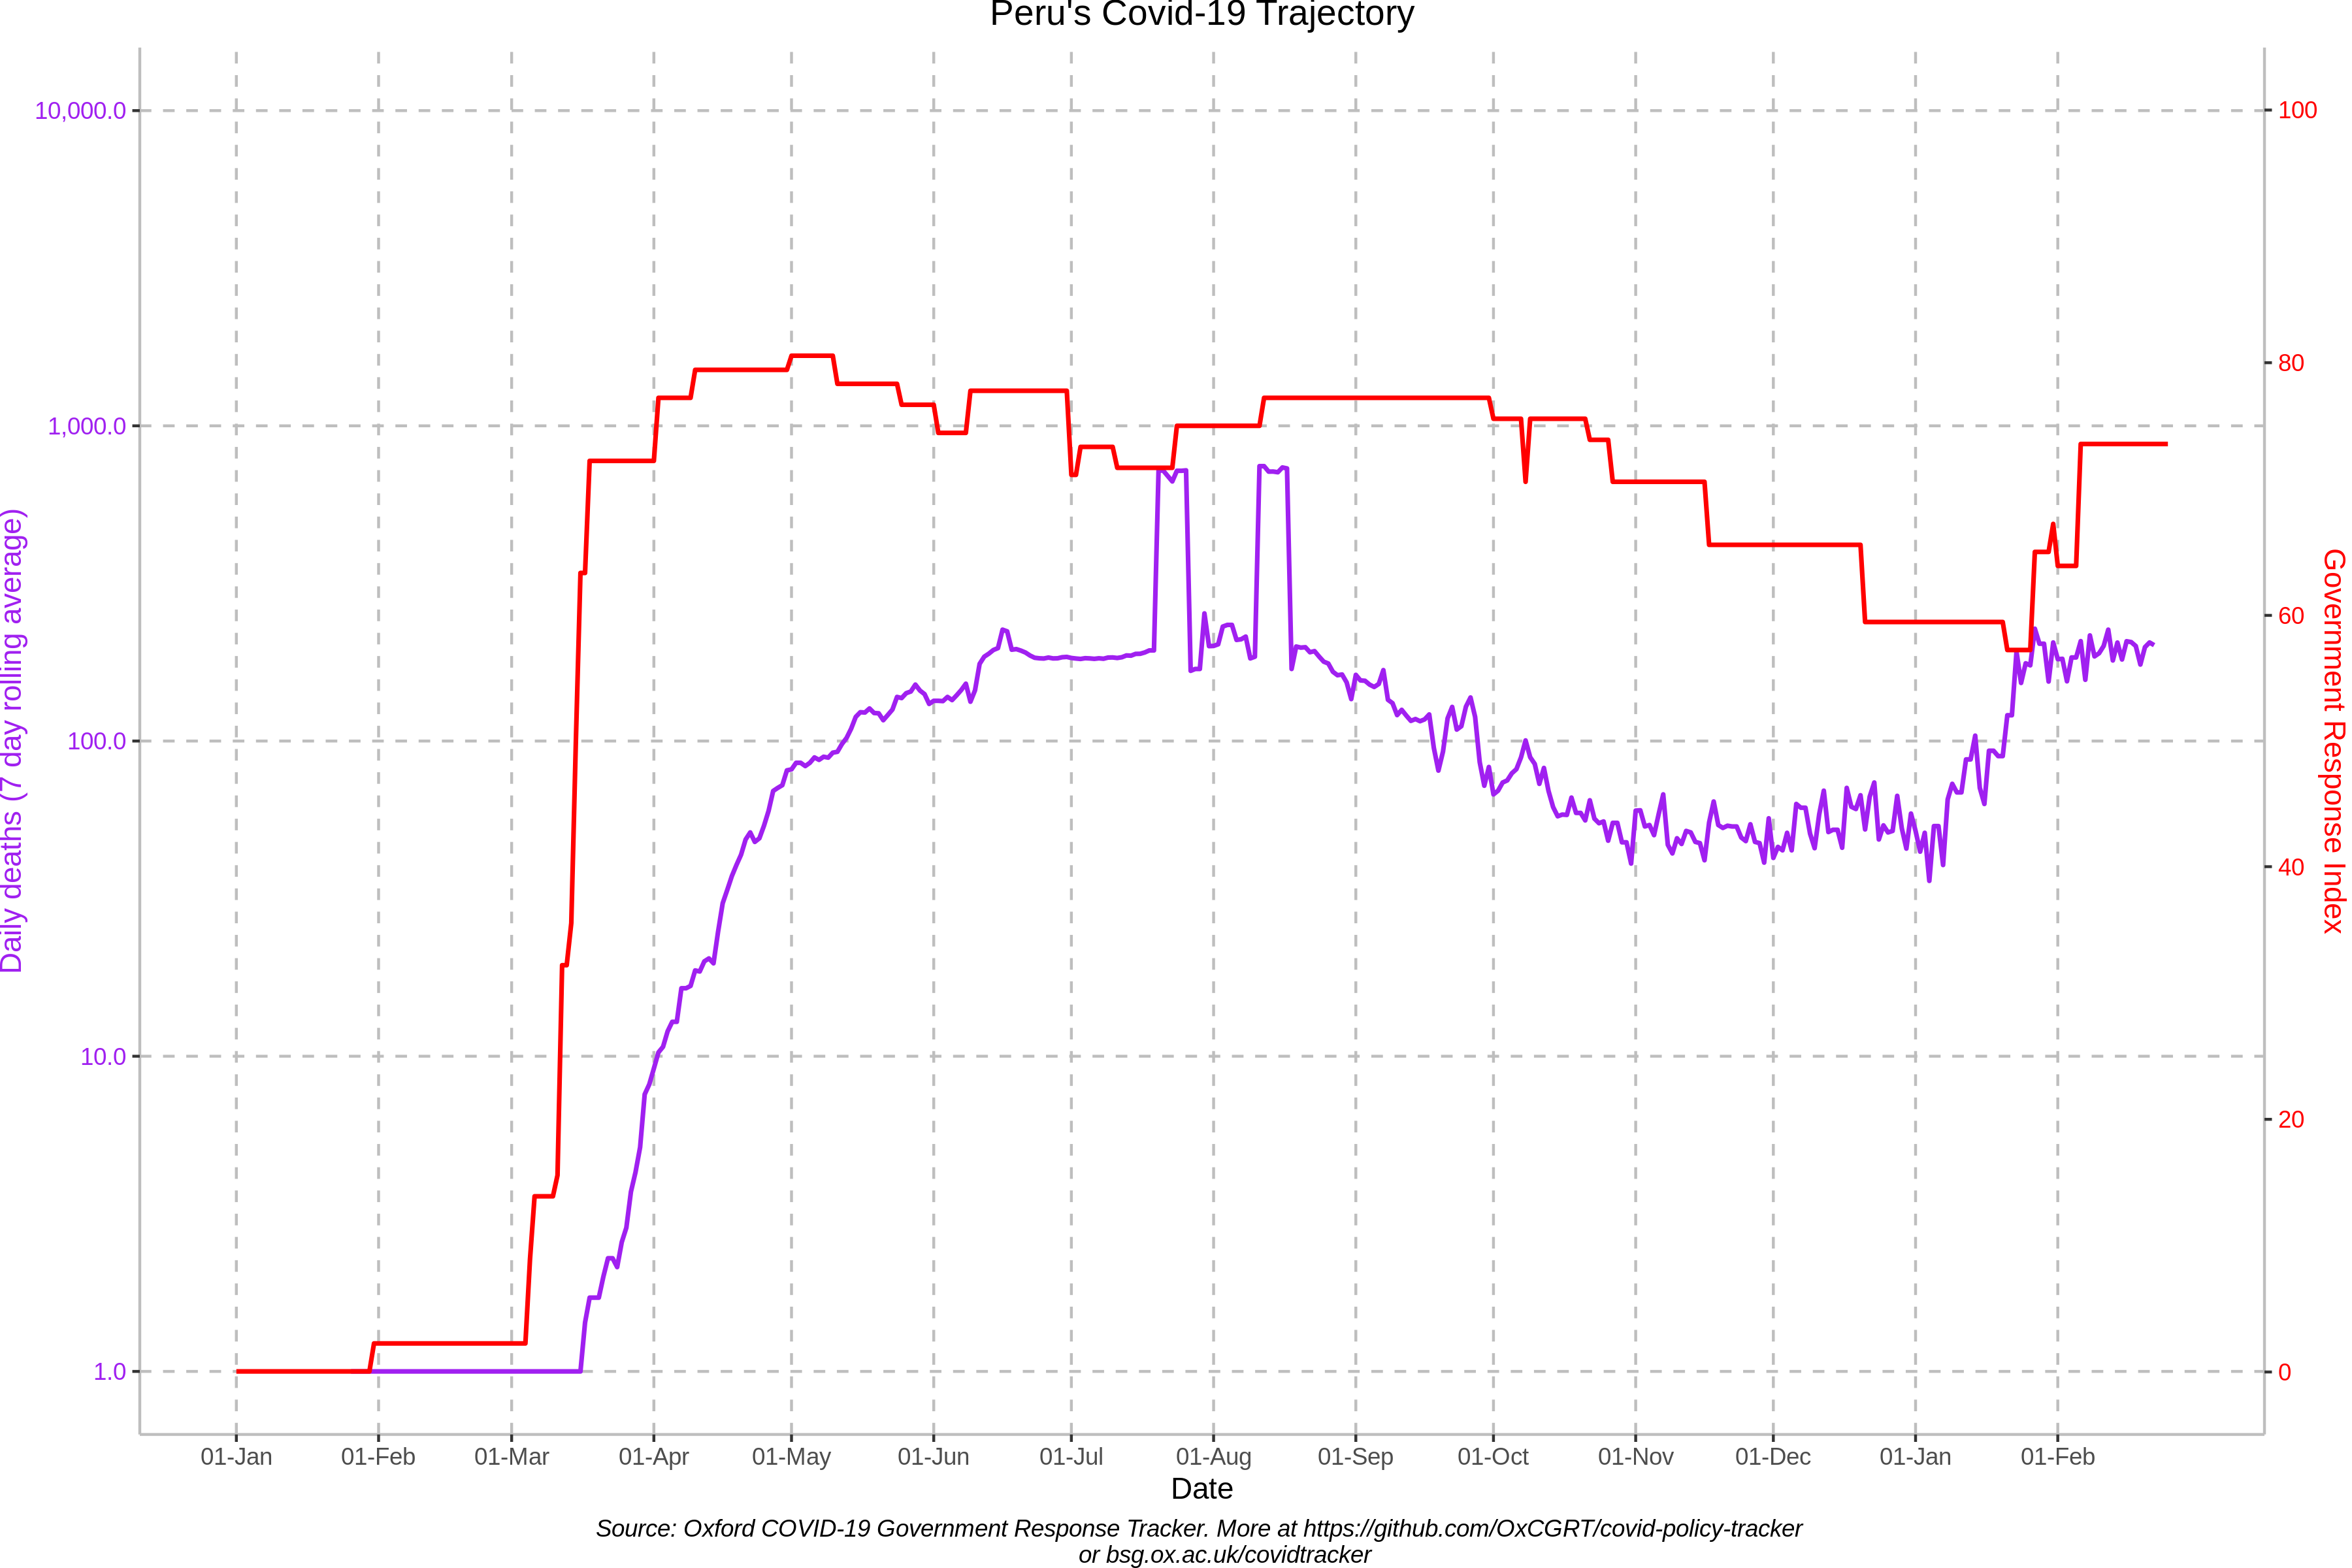 Peru's Covid-19 Trajectory
Daily deaths (7 day rolling average)
10,000.0
1,000.0
100.0
10.0
1.0
100
80
60
40
20
0
Government Response Index
01-Jan 01-Feb 01-Mar 01-Apr 01-May 01-Jun 01-Jul 01-Aug 01-Sep 01-Oct 01-Nov 01-Dec 01-Jan 01-Feb
Date
Source: Oxford COVID-19 Government Response Tracker. More at https://github.com/OxCGRT/covid-policy-tracker
or bsg.ox.ac.uk/covidtracker